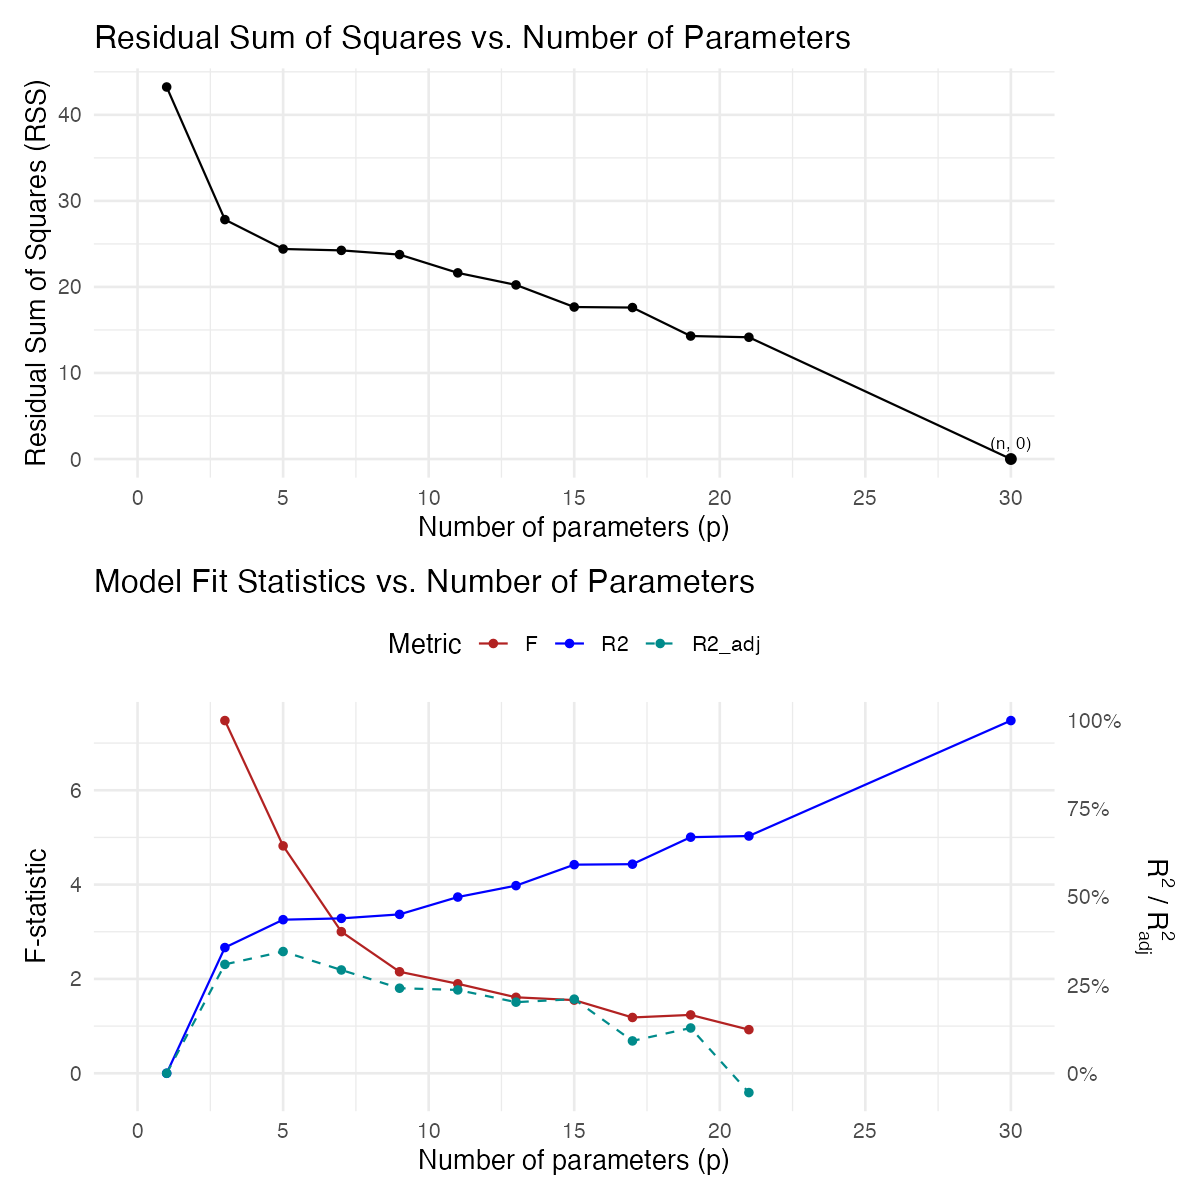 Residual Sum of Squares vs. Number of Parameters
Residual Sum of Squares (RSS)
40
30
20
10
0
(n, 0)
0 5 10 15 20 25 30
Number of parameters (p)
Model Fit Statistics vs. Number of Parameters
Metric F R2 R2_adj
F-statistic
6
4
2
0
100%
75%
50%
25%
0%
R² / R²adj
0 5 10 15 20 25 30
Number of parameters (p)